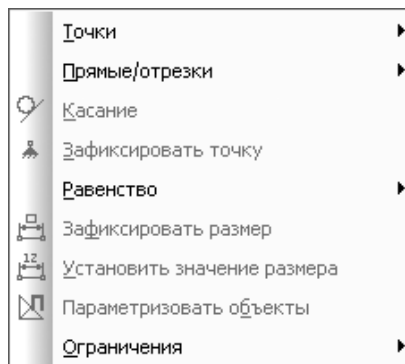 Точки
Прямые/отрезки
Касание
Зафиксировать точку
Равенство
Зафиксировать размер
Установить значение размера
Параметризовать объекты
Ограничения